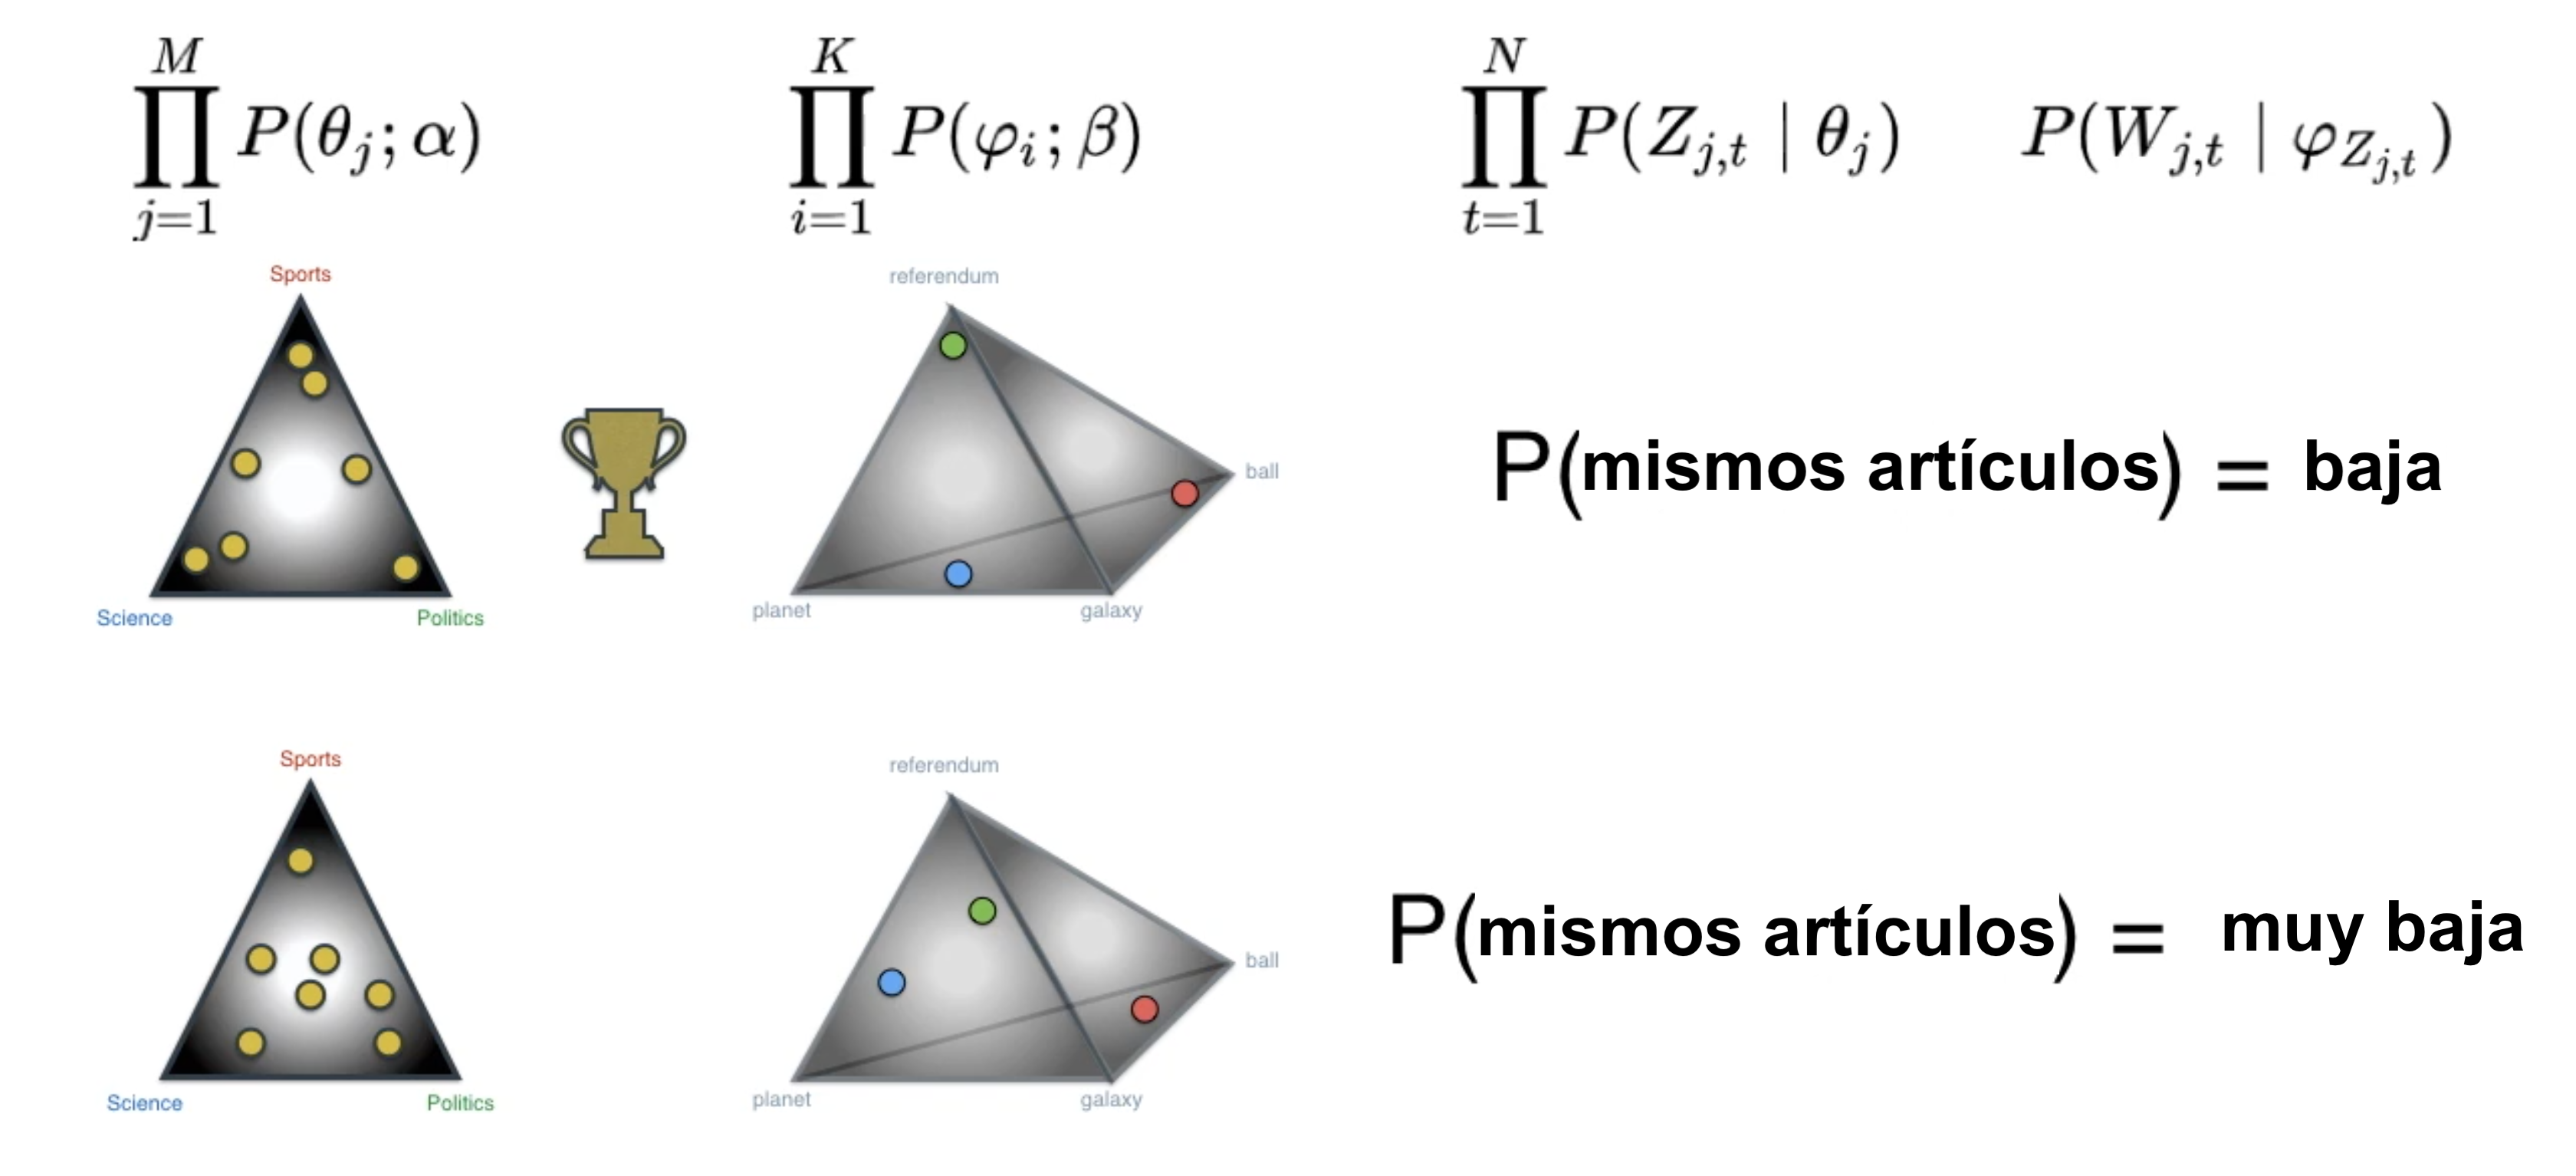 M
∏ P(θ_j; α)
j=1
K
∏ P(φ_i; β)
i=1
N
∏ P(Z_{j,t} | θ_j) P(W_{j,t} | φ_{Z_{j,t}})
t=1
Sports
Science
Politics
referendum
ball
planet
galaxy
P(mismos artículos) = baja
Sports
Science
Politics
referendum
ball
planet
galaxy
P(mismos artículos) = muy baja